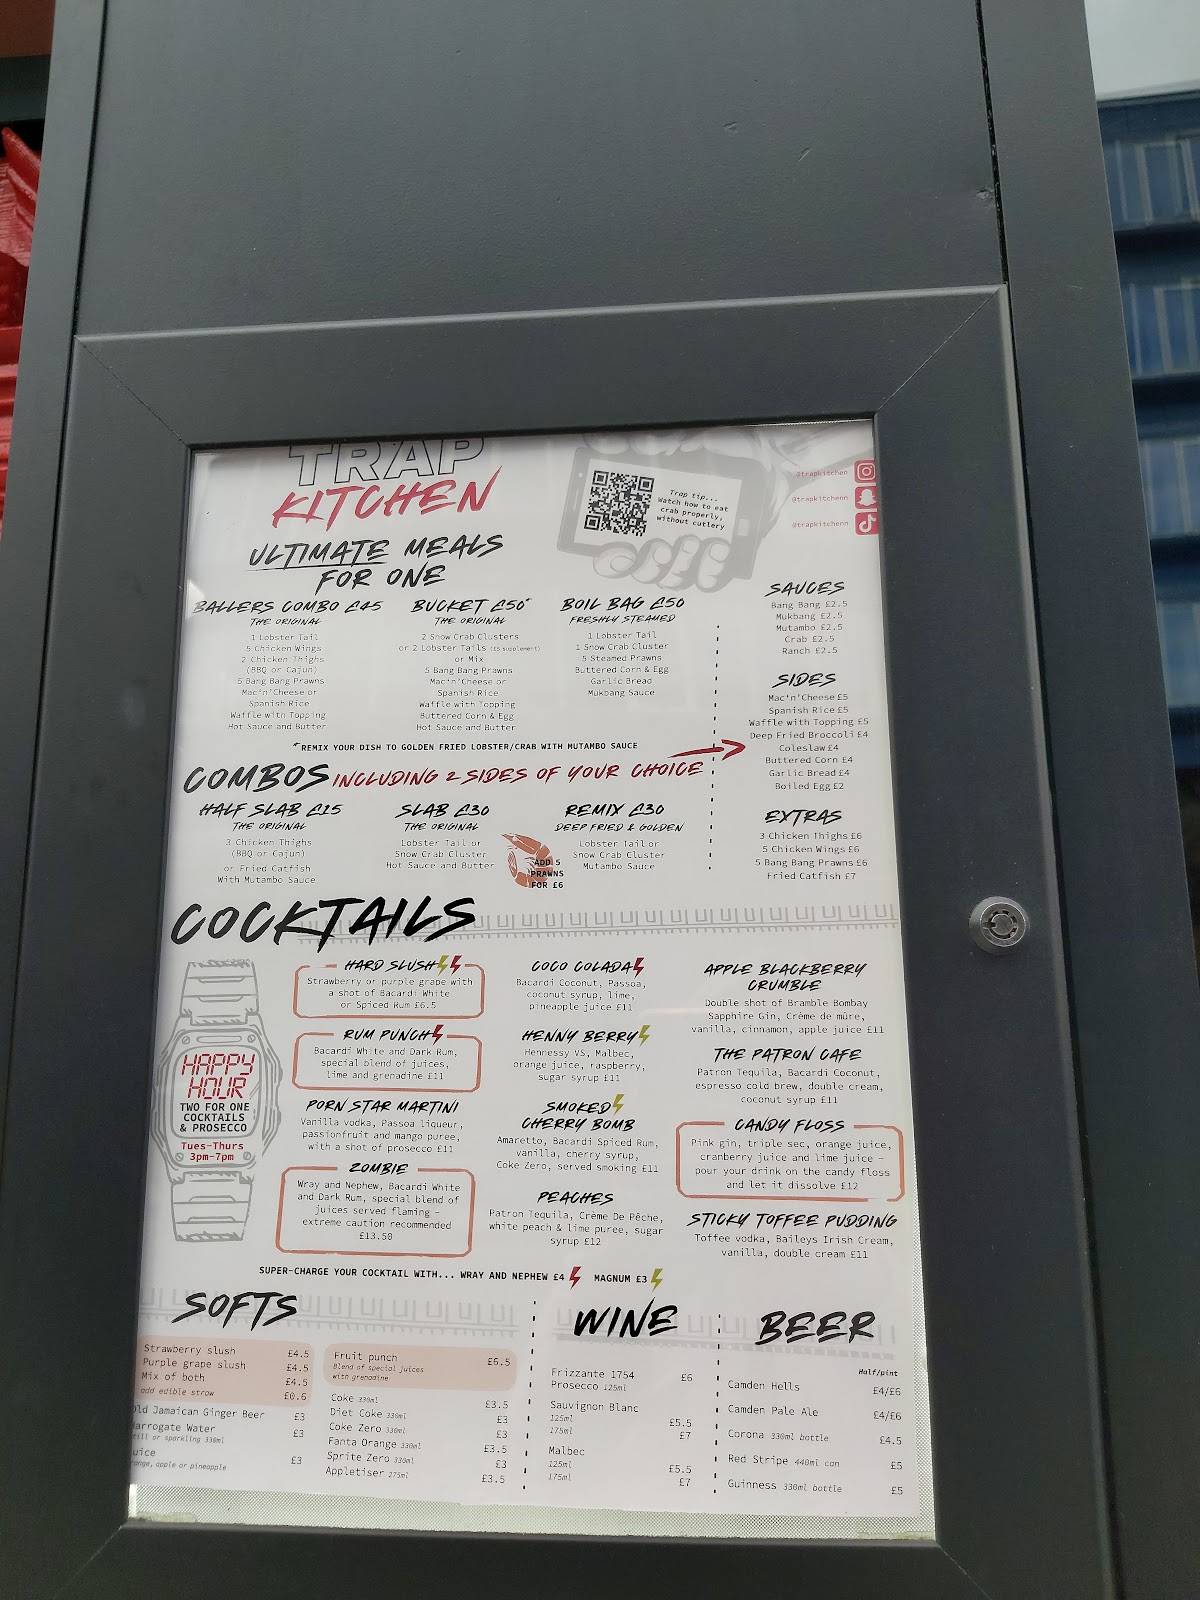 TRAP
KITCHEN
Trap tip...
Watch how to eat
crab properly,
without cutlery
@trapkitchen
@trapkitchenn
@trapkitchenn
ULTIMATE MEALS
FOR ONE
BALLERS COMBO £45
THE ORIGINAL
1 Lobster Tail
5 Chicken Wings
2 Chicken Thighs
(BBQ or Cajun)
5 Bang Bang Prawns
Mac'n'Cheese or
Spanish Rice
Waffle with Topping
Hot Sauce and Butter
BUCKET £50*
THE ORIGINAL
2 Snow Crab Clusters
or 2 Lobster Tails (£5 supplement)
or Mix
5 Bang Bang Prawns
Mac'n'Cheese or
Spanish Rice
Waffle with Topping
Buttered Corn & Egg
Hot Sauce and Butter
BOIL BAG £50
FRESHLY STEAMED
1 Lobster Tail
1 Snow Crab Cluster
5 Steamed Prawns
Buttered Corn & Egg
Garlic Bread
Mukbang Sauce
*REMIX YOUR DISH TO GOLDEN FRIED LOBSTER/CRAB WITH MUTAMBO SAUCE
SAUCES
Bang Bang £2.5
Mukbang £2.5
Mutambo £2.5
Crab £2.5
Ranch £2.5
SIDES
Mac'n'Cheese £5
Spanish Rice £5
Waffle with Topping £5
Deep Fried Broccoli £4
Coleslaw £4
Buttered Corn £4
Garlic Bread £4
Boiled Egg £2
EXTRAS
3 Chicken Thighs £6
5 Chicken Wings £6
5 Bang Bang Prawns £6
Fried Catfish £7
COMBOS INCLUDING 2 SIDES OF YOUR CHOICE
HALF SLAB £25
THE ORIGINAL
3 Chicken Thighs
(BBQ or Cajun)
or Fried Catfish
With Mutambo Sauce
SLAB £30
THE ORIGINAL
Lobster Tail or
Snow Crab Cluster
Hot Sauce and Butter
ADD 5
PRAWNS
FOR £6
REMIX £30
DEEP FRIED & GOLDEN
Lobster Tail or
Snow Crab Cluster
Mutambo Sauce
COCKTAILS
HAPPY
HOUR
TWO FOR ONE
COCKTAILS
& PROSECCO
Tues-Thurs
3pm-7pm
HARD SLUSH
Strawberry or purple grape with
a shot of Bacardi White
or Spiced Rum £6.5
RUM PUNCH
Bacardi White and Dark Rum,
special blend of juices,
lime and grenadine £11
PORN STAR MARTINI
Vanilla vodka, Passoa liqueur,
passionfruit and mango puree,
with a shot of prosecco £11
ZOMBIE
Wray and Nephew, Bacardi White
and Dark Rum, special blend of
juices served flaming –
extreme caution recommended
£13.50
COCO COLADA
Bacardi Coconut, Passoa,
coconut syrup, lime,
pineapple juice £11
HENNY BERRY
Hennessy VS, Malbec,
orange juice, raspberry,
sugar syrup £11
SMOKED
CHERRY BOMB
Amaretto, Bacardi Spiced Rum,
vanilla, cherry syrup,
Coke Zero, served smoking £11
PEACHES
Patron Tequila, Crème De Pêche,
white peach & lime puree, sugar
syrup £12
APPLE BLACKBERRY
CRUMBLE
Double shot of Bramble Bombay
Sapphire Gin, Crème de mûre,
vanilla, cinnamon, apple juice £11
THE PATRON CAFE
Patron Tequila, Bacardi Coconut,
espresso cold brew, double cream,
coconut syrup £11
CANDY FLOSS
Pink gin, triple sec, orange juice,
cranberry juice and lime juice –
pour your drink on the candy floss
and let it dissolve £12
STICKY TOFFEE PUDDING
Toffee vodka, Baileys Irish Cream,
vanilla, double cream £11
SUPER-CHARGE YOUR COCKTAIL WITH... WRAY AND NEPHEW £4 MAGNUM £3
SOFTS
Strawberry slush £4.5
Purple grape slush £4.5
Mix of both £4.5
add edible straw £0.6
Old Jamaican Ginger Beer £3
Harrogate Water £3
still or sparkling 330ml
Juice £3
orange, apple or pineapple
Fruit punch £6.5
Blend of special juices
with grenadine
Coke 330ml £3.5
Diet Coke 330ml £3
Coke Zero 330ml £3
Fanta Orange 330ml £3.5
Sprite Zero 330ml £3
Appletiser 275ml £3.5
WINE
Frizzante 1754 £6
Prosecco 125ml
Sauvignon Blanc
125ml £5.5
175ml £7
Malbec
125ml £5.5
175ml £7
BEER
Half/pint
Camden Hells £4/£6
Camden Pale Ale £4/£6
Corona 330ml bottle £4.5
Red Stripe 440ml can £5
Guinness 330ml bottle £5